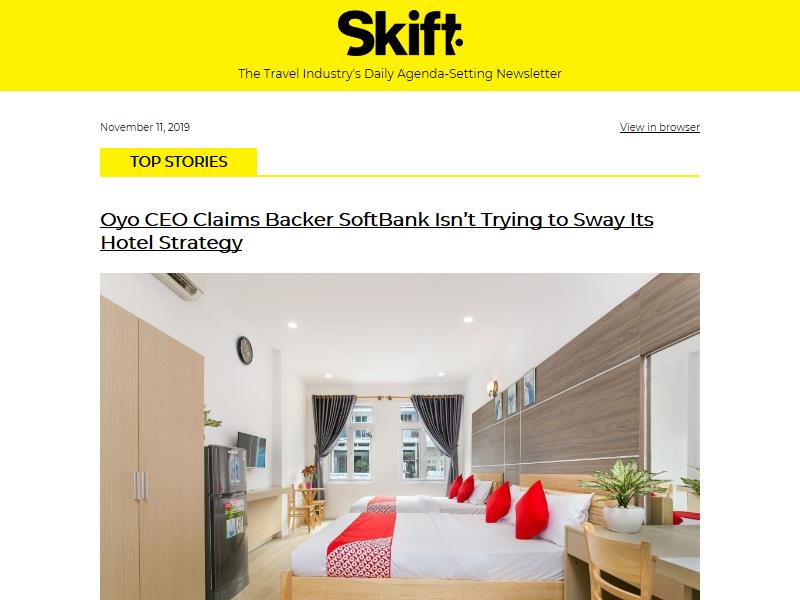 Skift
The Travel Industry's Daily Agenda-Setting Newsletter
November 11, 2019
View in browser
TOP STORIES
Oyo CEO Claims Backer SoftBank Isn’t Trying to Sway Its
Hotel Strategy